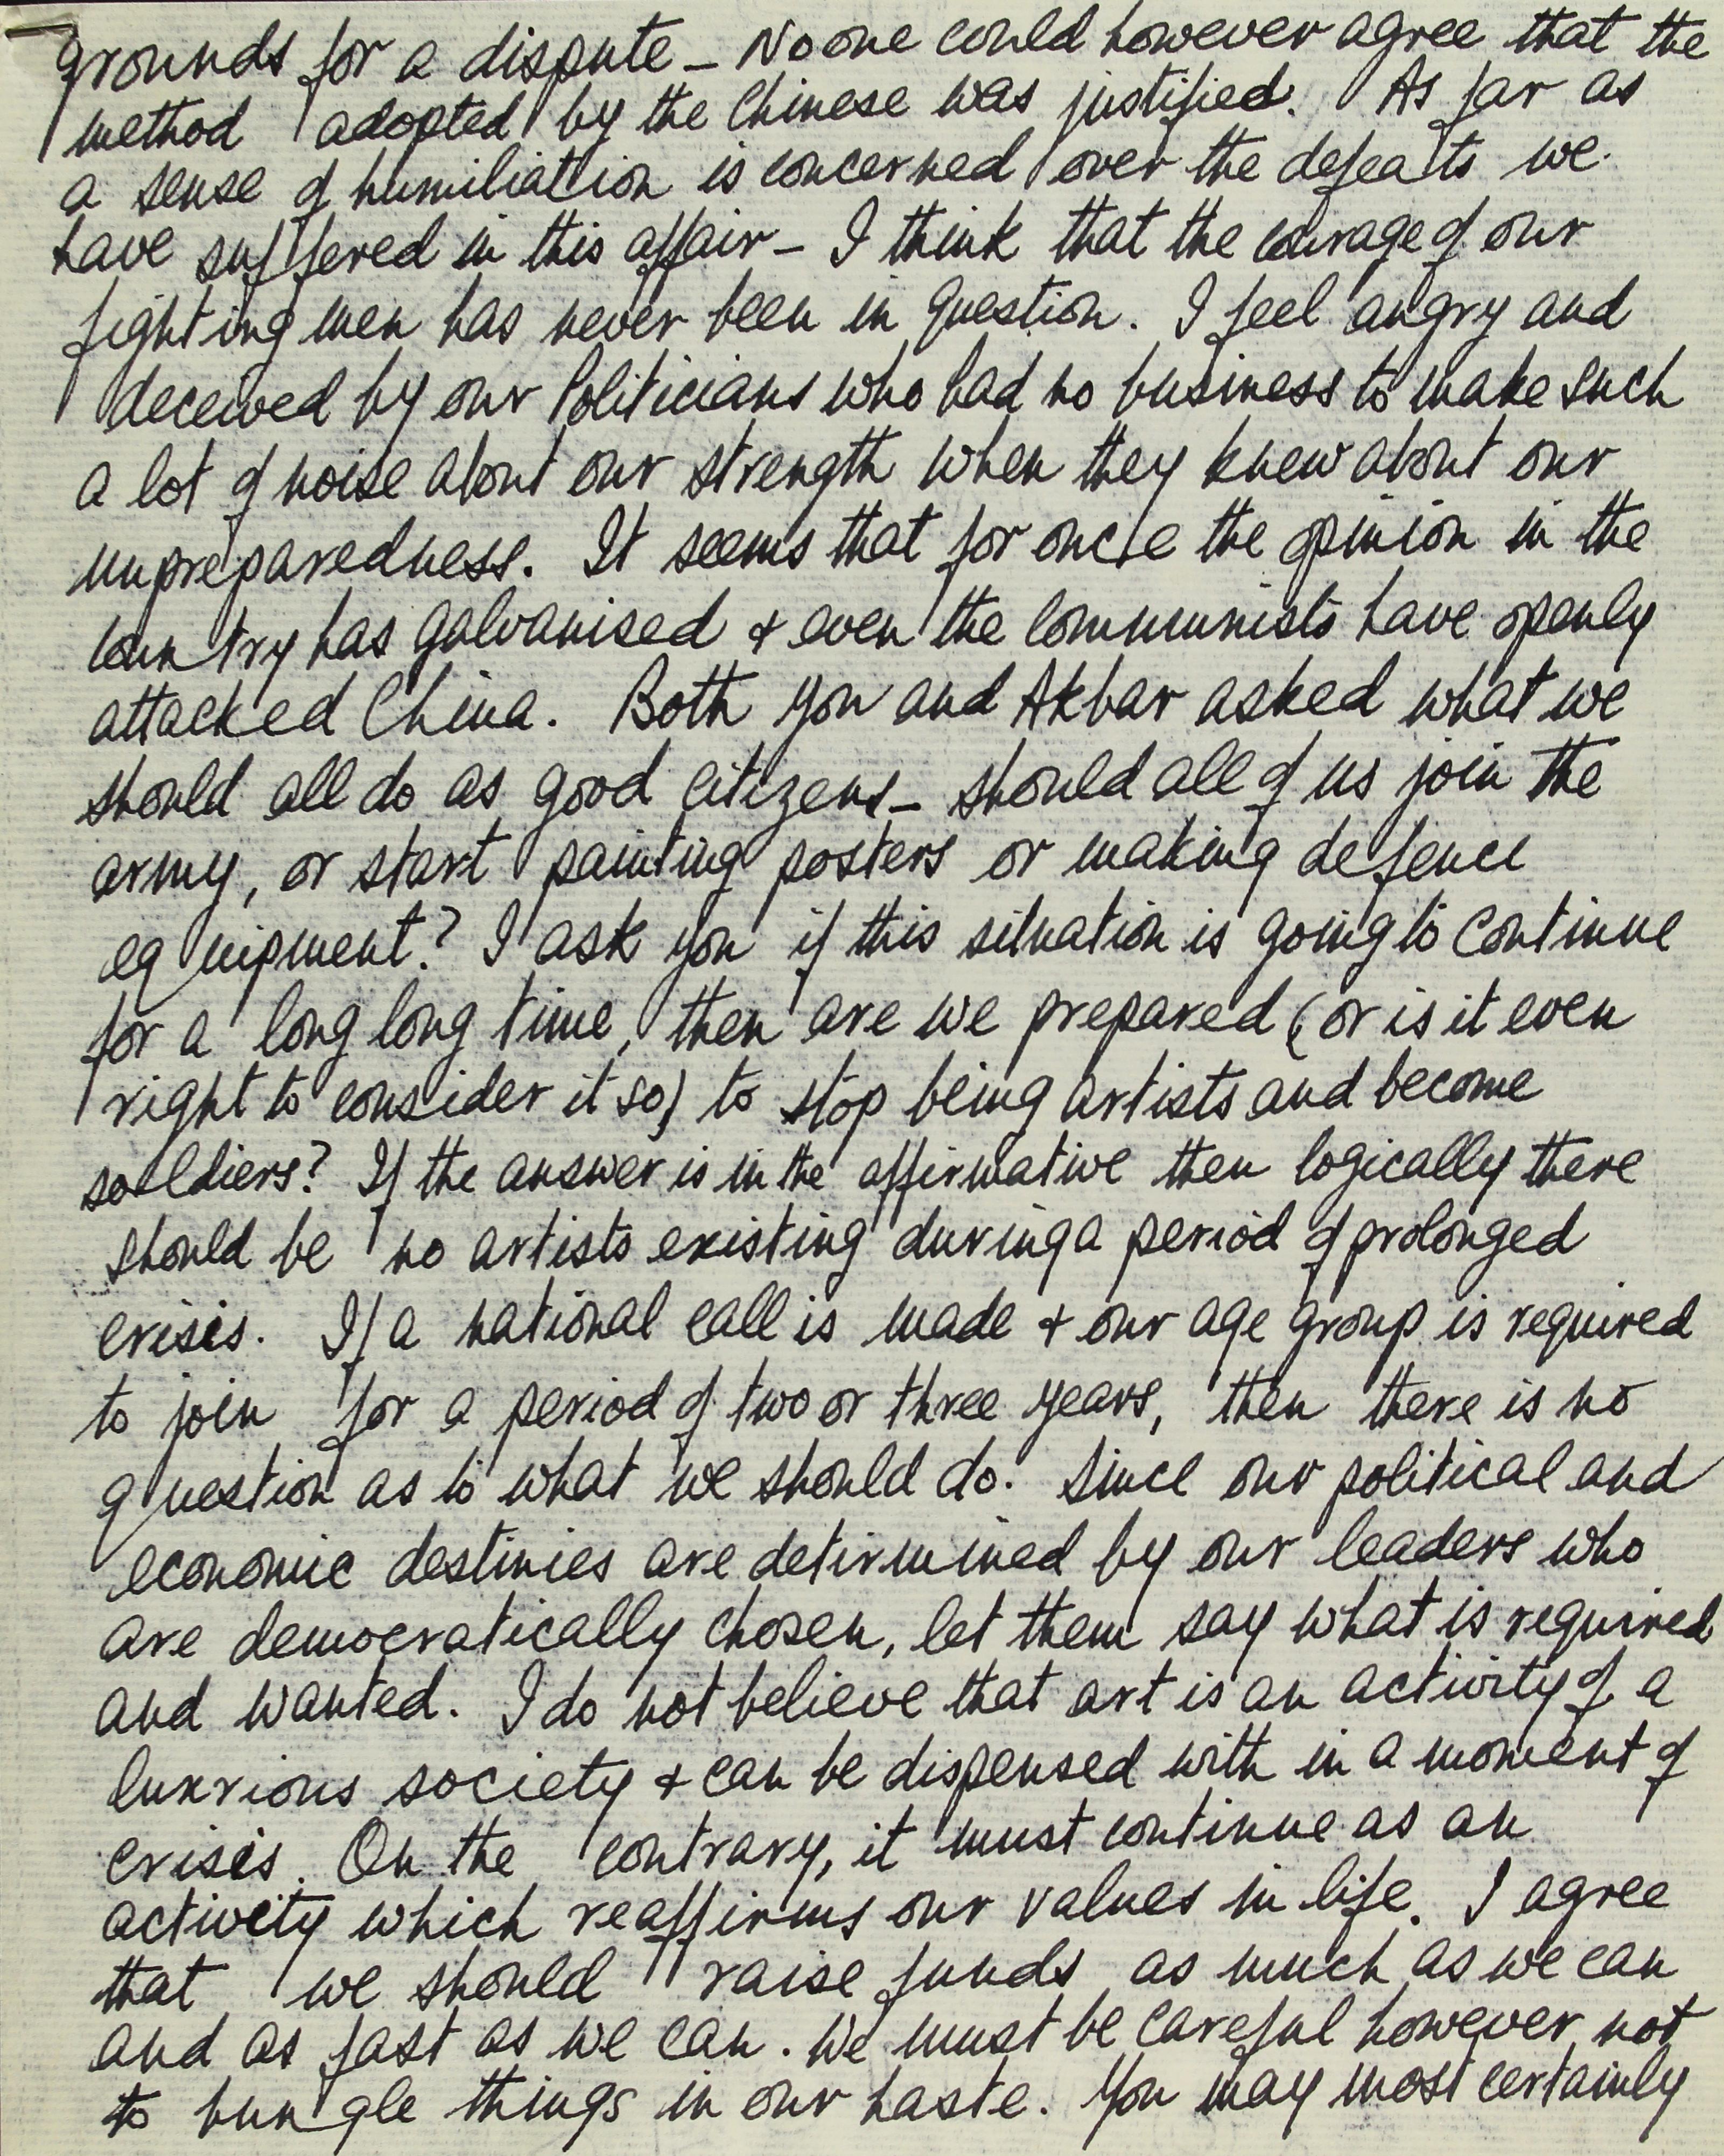 grounds for a dispute – No one could however agree that the
method adopted by the Chinese was justified. As far as
a sense of humiliation is concerned over the defeats we
have suffered in this affair – I think that the courage of our
fighting men has never been in question. I feel angry and
deceived by our Politicians who had no business to make such
a lot of noise about our strength when they knew about our
unpreparedness. It seems that for once the opinion in the
country has galvanised & even the Communists have openly
attacked China. Both you and Akbar asked what we
should all do as good citizens – should all of us join the
army, or start painting posters or making defence
equipment? I ask you if this situation is going to continue
for a long long time, then are we prepared (or is it even
right to consider it so) to stop being artists and become
soldiers? If the answer is in the affirmative then logically there
should be no artists existing during a period of prolonged
crisis. If a national call is made & our age group is required
to join for a period of two or three years, then there is no
question as to what we should do. Since our political and
economic destinies are detirmined by our leaders who
are democratically chosen, let them say what is required
and wanted. I do not believe that art is an activity of a
luxrious society & can be dispensed with in a moment of
crisis. On the contrary, it must continue as an
activity which reaffirms our values in life. I agree
that we should raise funds as much as we can
and as fast as we can. We must be careful however not
to bungle things in our haste. You may most certainly